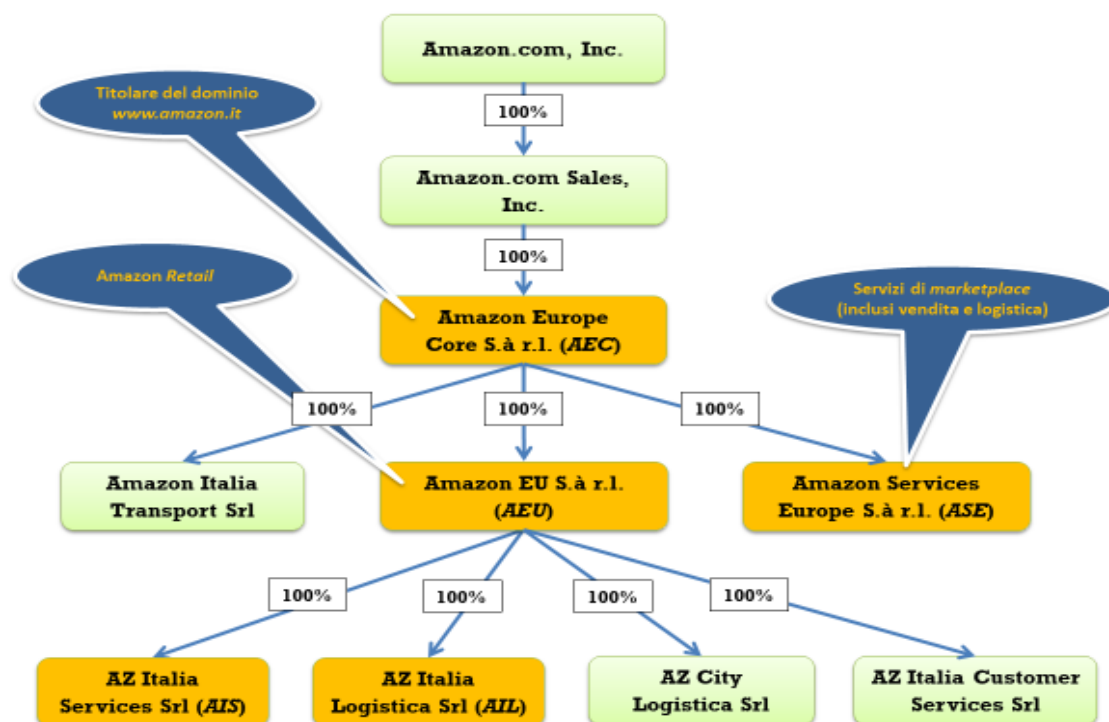 Amazon.com, Inc.
Titolare del dominio
www.amazon.it
100%
Amazon.com Sales,
Inc.
100%
Amazon Retail
Servizi di marketplace
(inclusi vendita e logistica)
Amazon Europe
Core S.à r.l. (AEC)
100%
100%
100%
Amazon Italia
Transport Srl
Amazon EU S.à r.l.
(AEU)
Amazon Services
Europe S.à r.l. (ASE)
100%
100%
100%
100%
AZ Italia
Services Srl (AIS)
AZ Italia
Logistica Srl (AIL)
AZ City
Logistica Srl
AZ Italia Customer
Services Srl